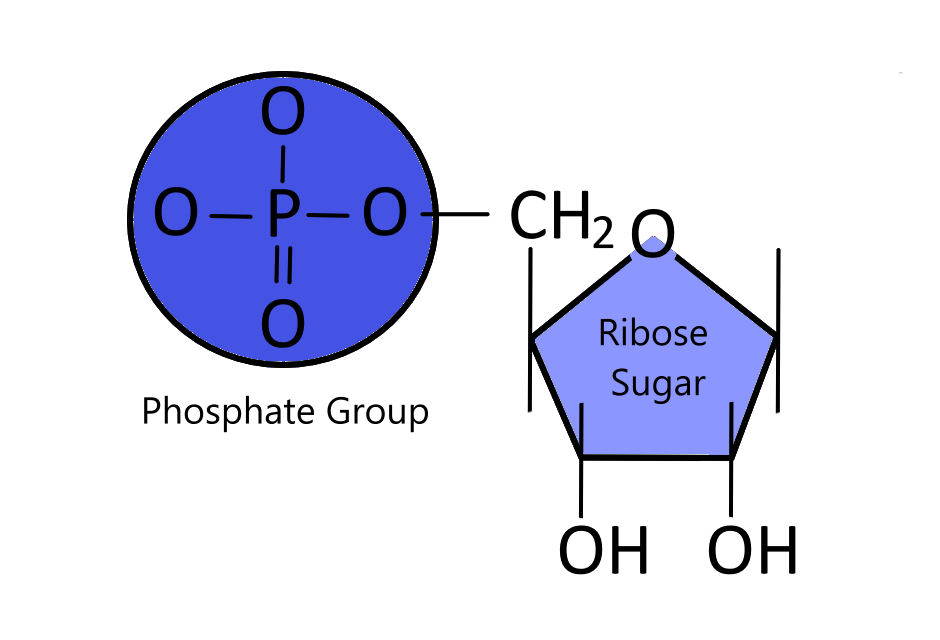 O
O P O CH₂ O
O
Ribose
Sugar
Phosphate Group
OH OH